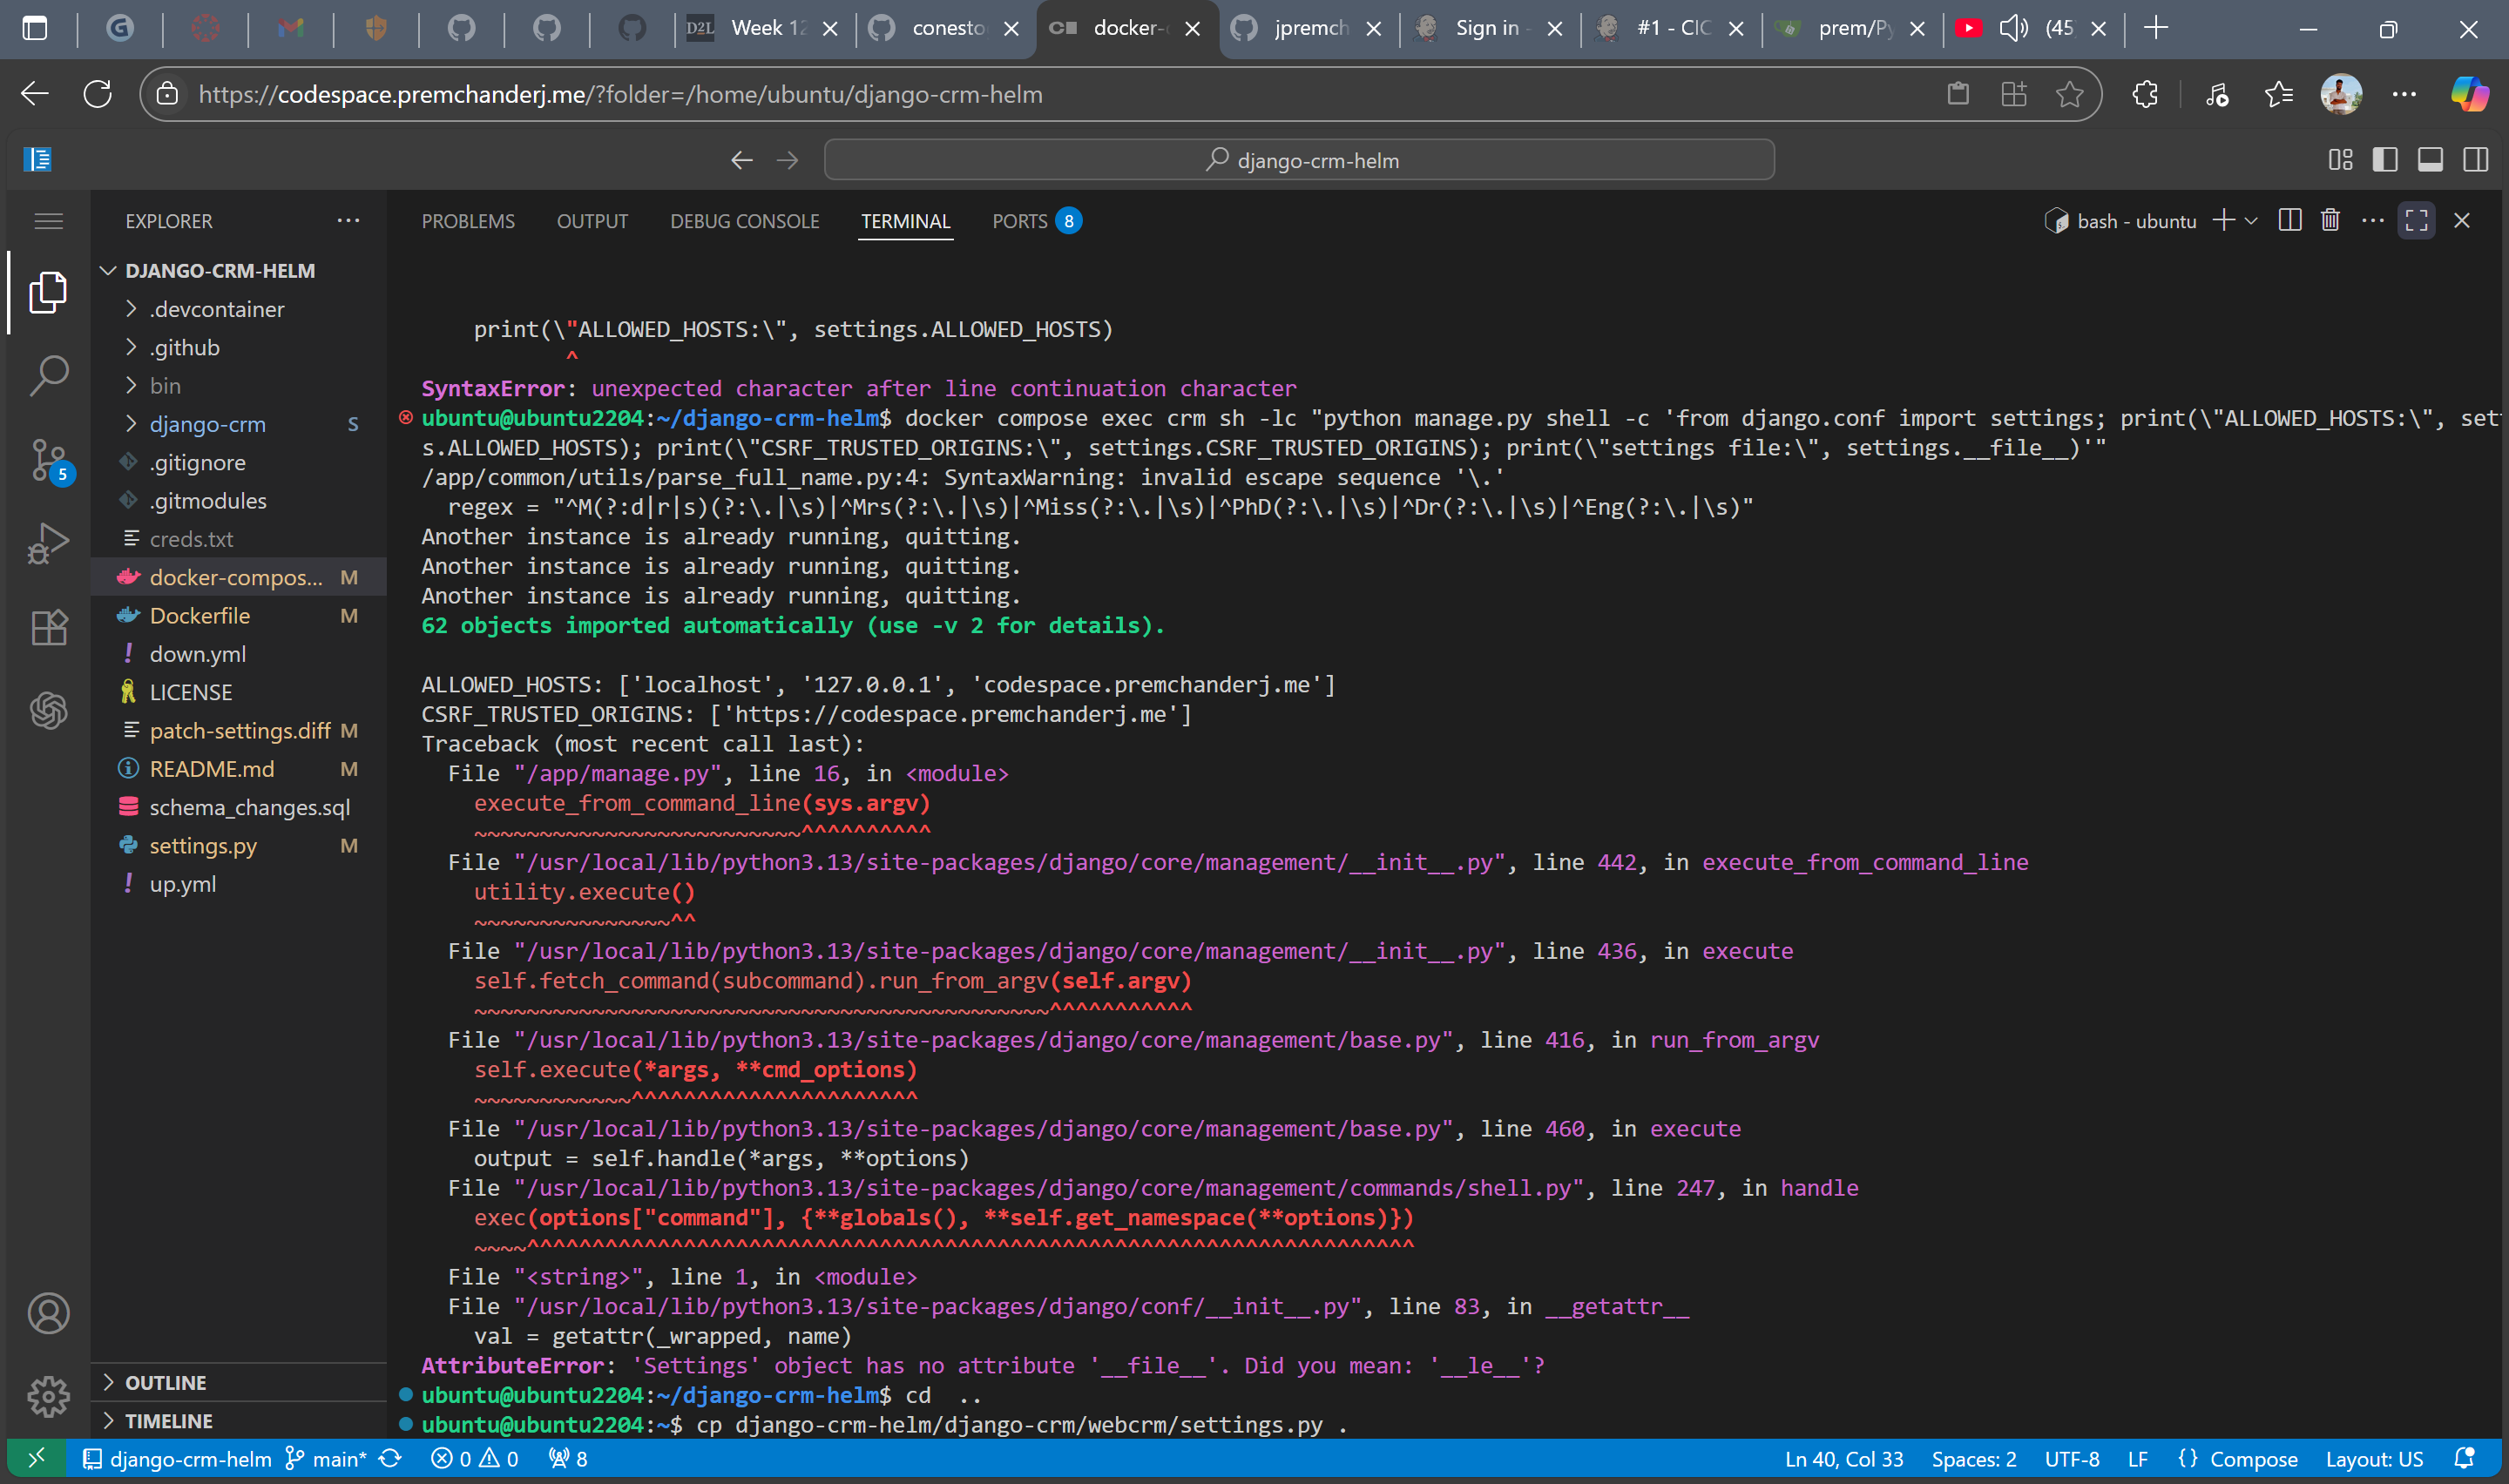 Week 12
conesto
docker-
jpremch
Sign in -
#1 - CIC
prem/Py
(45
https://codespace.premchanderj.me/?folder=/home/ubuntu/django-crm-helm
django-crm-helm
EXPLORER
PROBLEMS OUTPUT DEBUG CONSOLE TERMINAL PORTS 8
bash - ubuntu
DJANGO-CRM-HELM
.devcontainer
.github
bin
django-crm S
.gitignore
.gitmodules
creds.txt
docker-compos... M
Dockerfile M
down.yml
LICENSE
patch-settings.diff M
README.md M
schema_changes.sql
settings.py M
up.yml
OUTLINE
TIMELINE
5
print(\"ALLOWED_HOSTS:\", settings.ALLOWED_HOSTS)
^
SyntaxError: unexpected character after line continuation character
ubuntu@ubuntu2204:~/django-crm-helm$ docker compose exec crm sh -lc "python manage.py shell -c 'from django.conf import settings; print(\"ALLOWED_HOSTS:\", set
s.ALLOWED_HOSTS); print(\"CSRF_TRUSTED_ORIGINS:\", settings.CSRF_TRUSTED_ORIGINS); print(\"settings file:\", settings.__file__)'"
/app/common/utils/parse_full_name.py:4: SyntaxWarning: invalid escape sequence '\.'
regex = "^M(?:d|r|s)(?:\.|\s)|^Mrs(?:\.|\s)|^Miss(?:\.|\s)|^PhD(?:\.|\s)|^Dr(?:\.|\s)|^Eng(?:\.|\s)"
Another instance is already running, quitting.
Another instance is already running, quitting.
Another instance is already running, quitting.
62 objects imported automatically (use -v 2 for details).
ALLOWED_HOSTS: ['localhost', '127.0.0.1', 'codespace.premchanderj.me']
CSRF_TRUSTED_ORIGINS: ['https://codespace.premchanderj.me']
Traceback (most recent call last):
File "/app/manage.py", line 16, in <module>
execute_from_command_line(sys.argv)
~~~~~~~~~~~~~~~~~~~~~~~~~^^^^^^^^^^
File "/usr/local/lib/python3.13/site-packages/django/core/management/__init__.py", line 442, in execute_from_command_line
utility.execute()
~~~~~~~~~~~~~~~^^
File "/usr/local/lib/python3.13/site-packages/django/core/management/__init__.py", line 436, in execute
self.fetch_command(subcommand).run_from_argv(self.argv)
~~~~~~~~~~~~~~~~~~~~~~~~~~~~~~~~~~~~~~~~~~~~^^^^^^^^^^^
File "/usr/local/lib/python3.13/site-packages/django/core/management/base.py", line 416, in run_from_argv
self.execute(*args, **cmd_options)
~~~~~~~~~~~~^^^^^^^^^^^^^^^^^^^^^^
File "/usr/local/lib/python3.13/site-packages/django/core/management/base.py", line 460, in execute
output = self.handle(*args, **options)
File "/usr/local/lib/python3.13/site-packages/django/core/management/commands/shell.py", line 247, in handle
exec(options["command"], {**globals(), **self.get_namespace(**options)})
~~~~^^^^^^^^^^^^^^^^^^^^^^^^^^^^^^^^^^^^^^^^^^^^^^^^^^^^^^^^^^^^^^^^^^^^
File "<string>", line 1, in <module>
File "/usr/local/lib/python3.13/site-packages/django/conf/__init__.py", line 83, in __getattr__
val = getattr(_wrapped, name)
AttributeError: 'Settings' object has no attribute '__file__'. Did you mean: '__le__'?
ubuntu@ubuntu2204:~/django-crm-helm$ cd  ..
ubuntu@ubuntu2204:~$ cp django-crm-helm/django-crm/webcrm/settings.py .
django-crm-helm main* 0 0 8
Ln 40, Col 33 Spaces: 2 UTF-8 LF {} Compose Layout: US